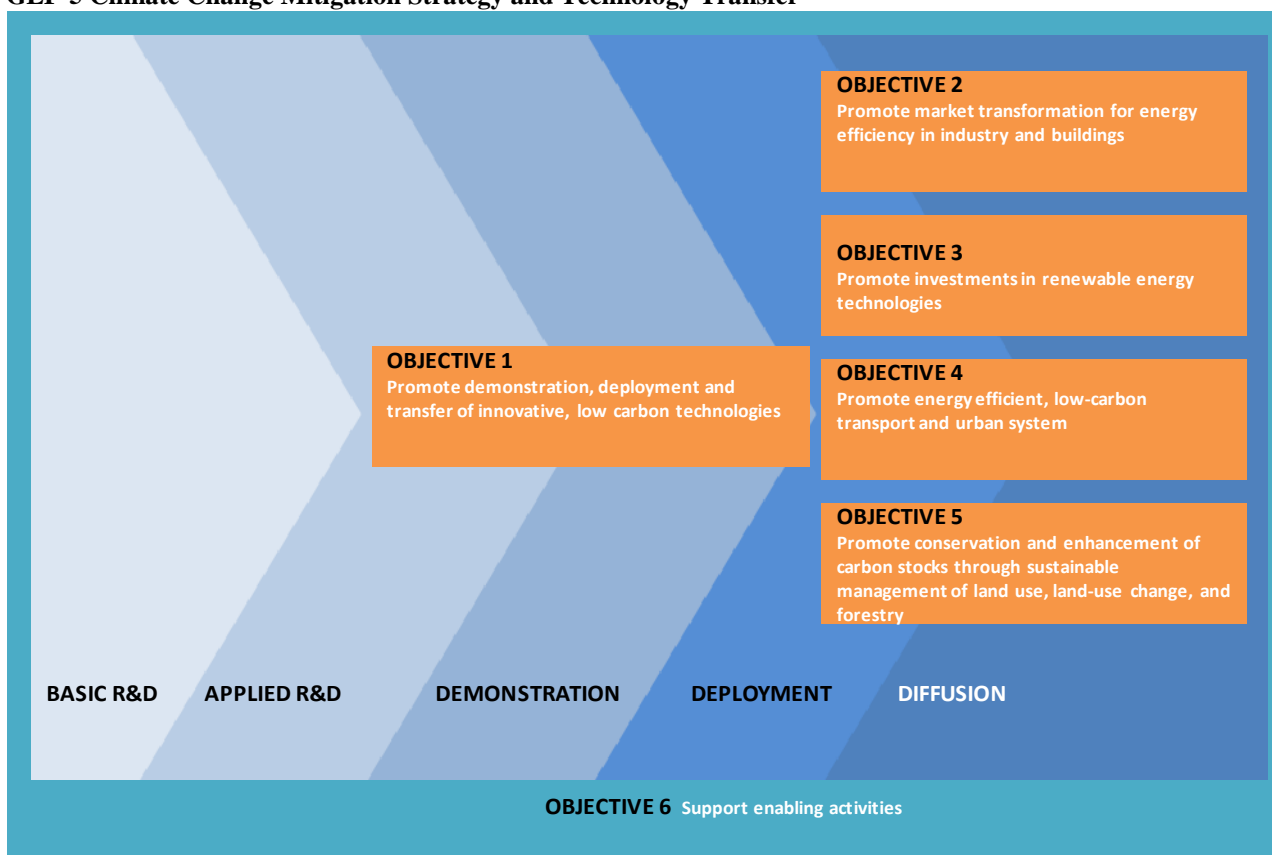 GEF-5 Climate Change Mitigation Strategy and Technology Transfer
OBJECTIVE 2
Promote market transformation for energy
efficiency in industry and buildings
OBJECTIVE 3
Promote investments in renewable energy
technologies
OBJECTIVE 1
Promote demonstration, deployment and
transfer of innovative, low carbon technologies
OBJECTIVE 4
Promote energy efficient, low-carbon
transport and urban system
OBJECTIVE 5
Promote conservation and enhancement of
carbon stocks through sustainable
management of land use, land-use change, and
forestry
BASIC R&D APPLIED R&D DEMONSTRATION DEPLOYMENT DIFFUSION
OBJECTIVE 6 Support enabling activities